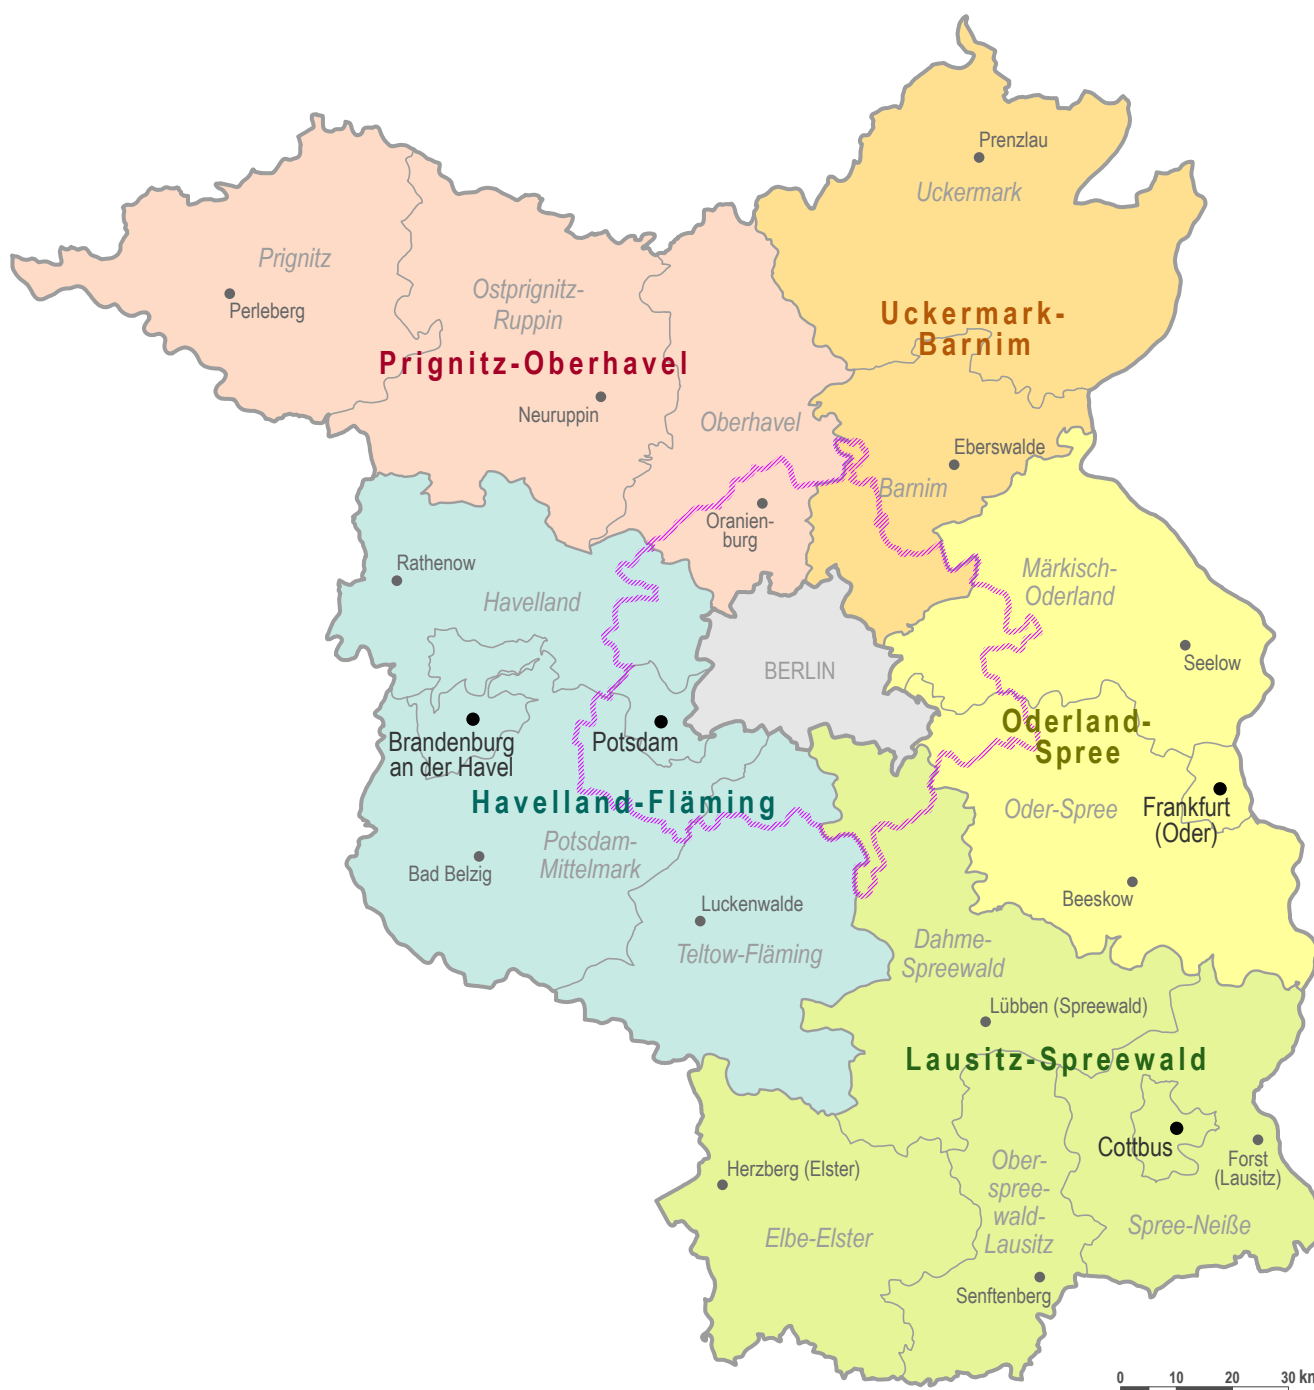 Prenzlau
Uckermark
Prignitz
Perleberg
Ostprignitz-
Ruppin
Uckermark-
Barnim
Prignitz-Oberhavel
Neuruppin
Oberhavel
Eberswalde
Barnim
Oranien-
burg
Rathenow
Havelland
Märkisch-
Oderland
Seelow
BERLIN
Brandenburg
an der Havel
Potsdam
Oderland-
Spree
Havelland-Fläming
Oder-Spree
Frankfurt
(Oder)
Potsdam-
Mittelmark
Bad Belzig
Beeskow
Luckenwalde
Teltow-Fläming
Dahme-
Spreewald
Lübben (Spreewald)
Lausitz-Spreewald
Cottbus
Forst
(Lausitz)
Herzberg (Elster)
Ober-
spree-
wald-
Lausitz
Elbe-Elster
Spree-Neiße
Senftenberg
0 10 20 30 km